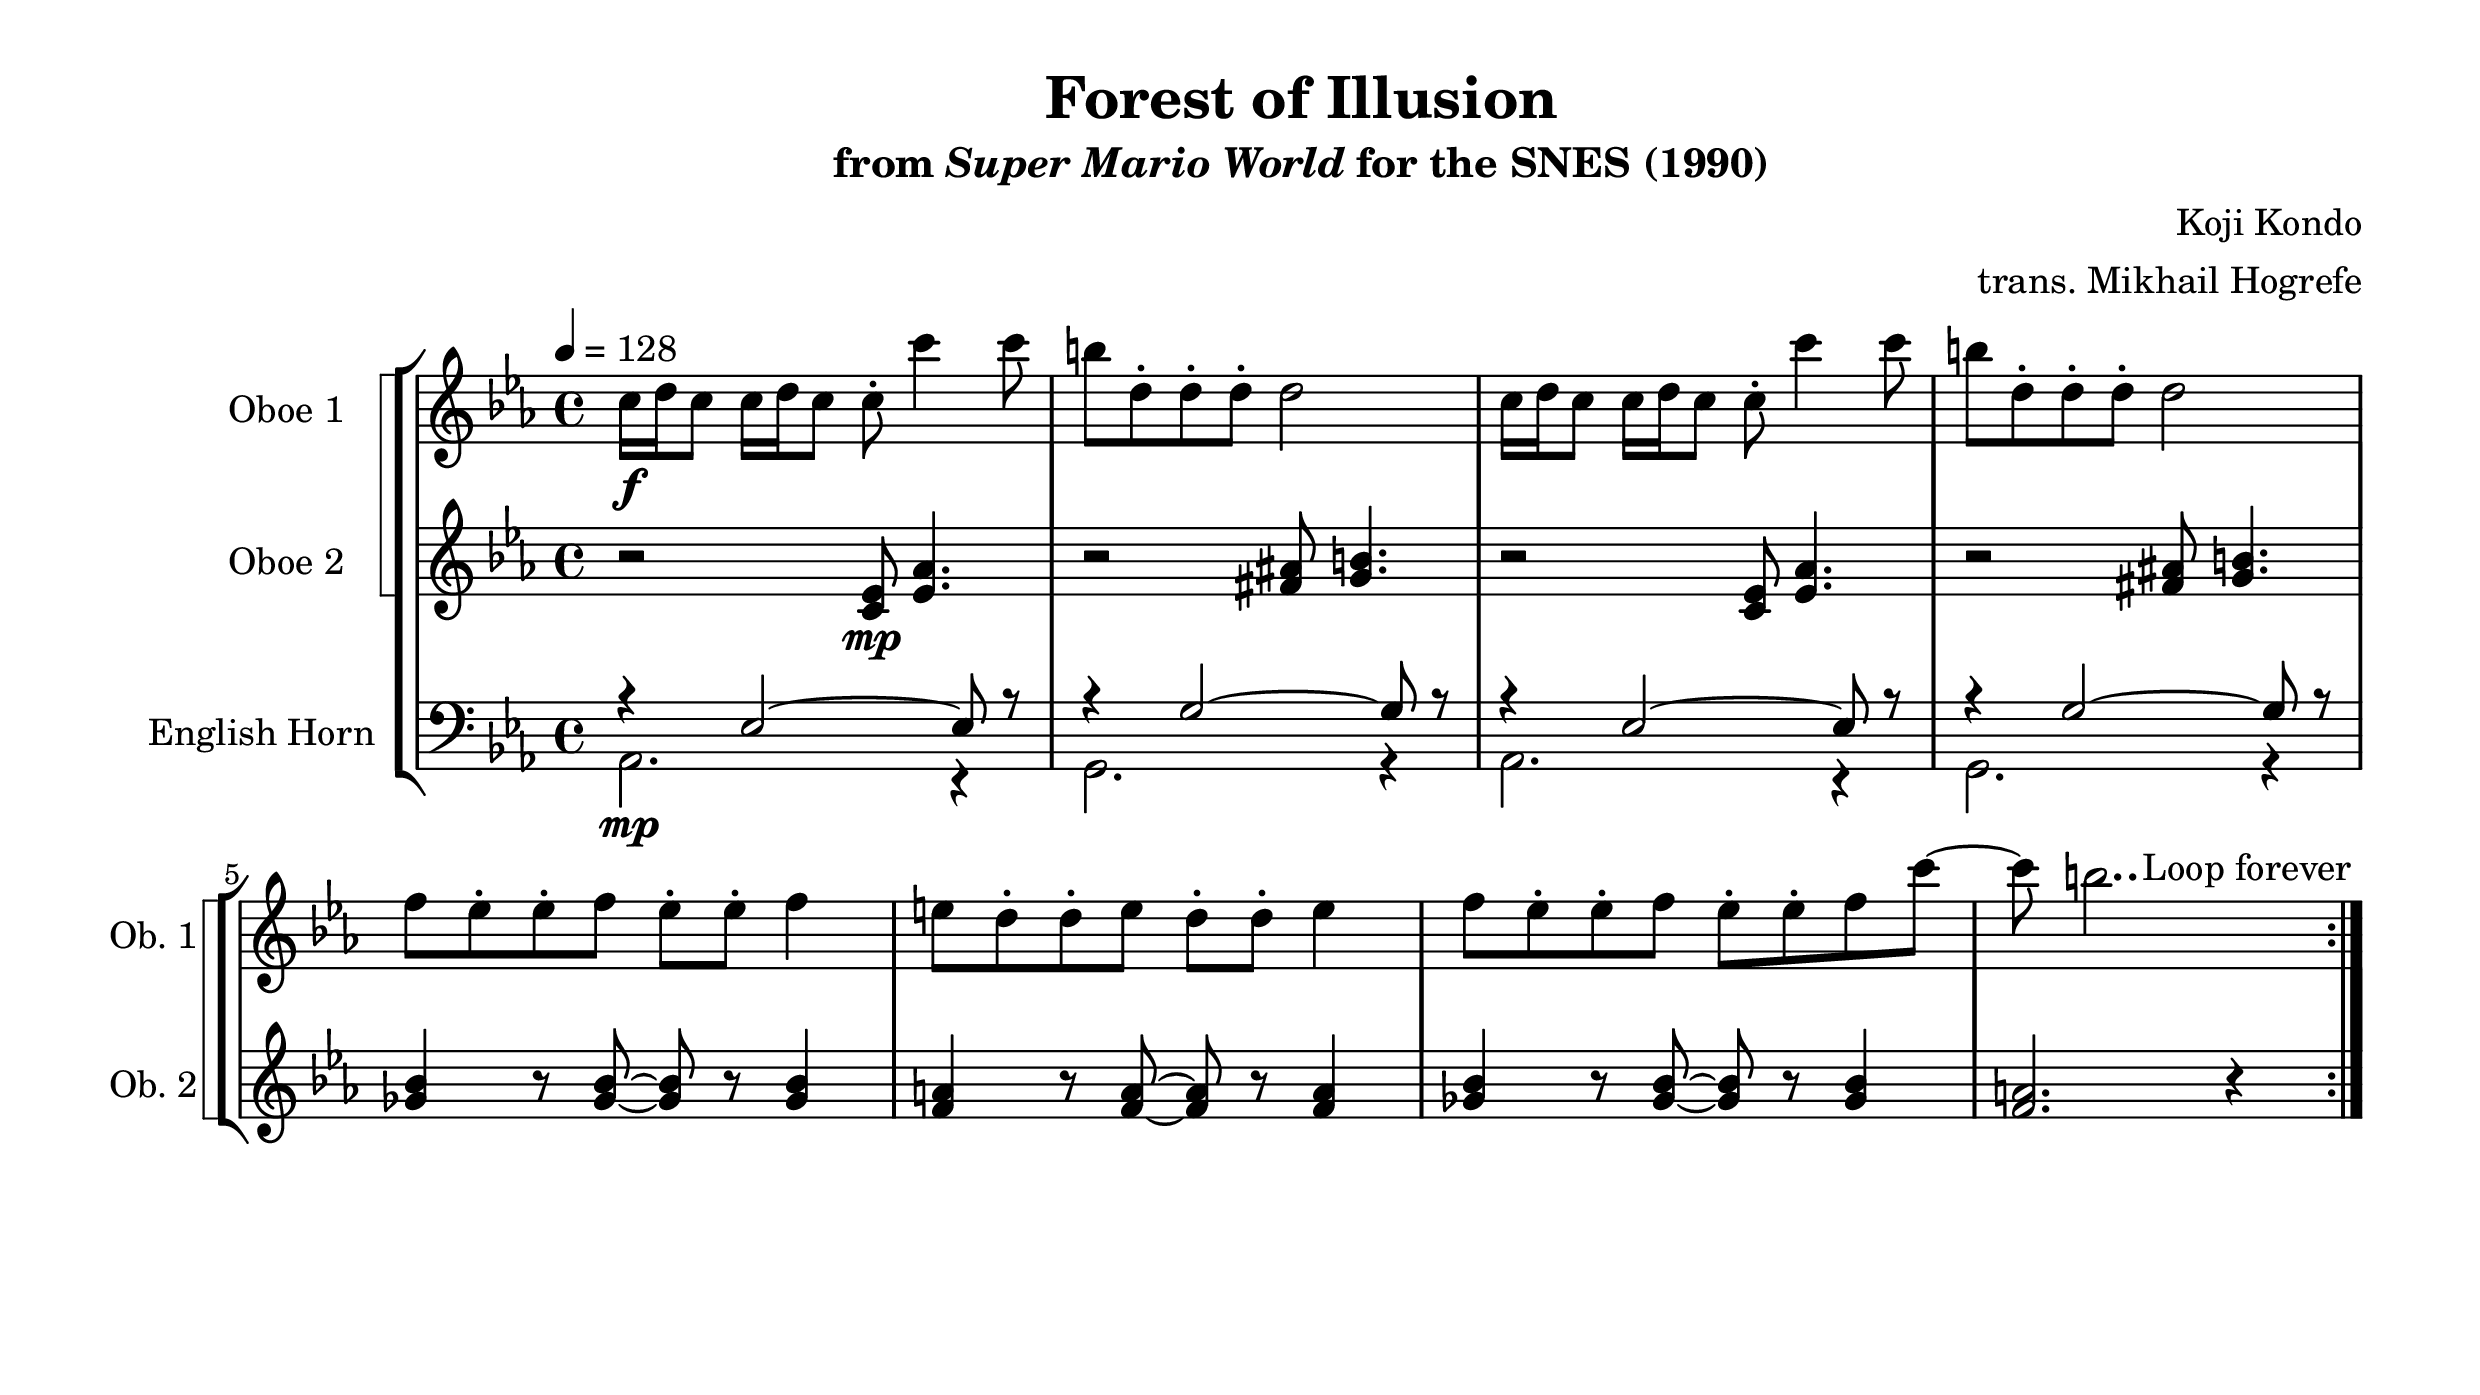 Forest of Illusion
from Super Mario World for the SNES (1990)
Koji Kondo
trans. Mikhail Hogrefe
= 128
Oboe 1
f
Oboe 2
mp
English Horn
mp
5
Loop forever
Ob. 1
Ob. 2